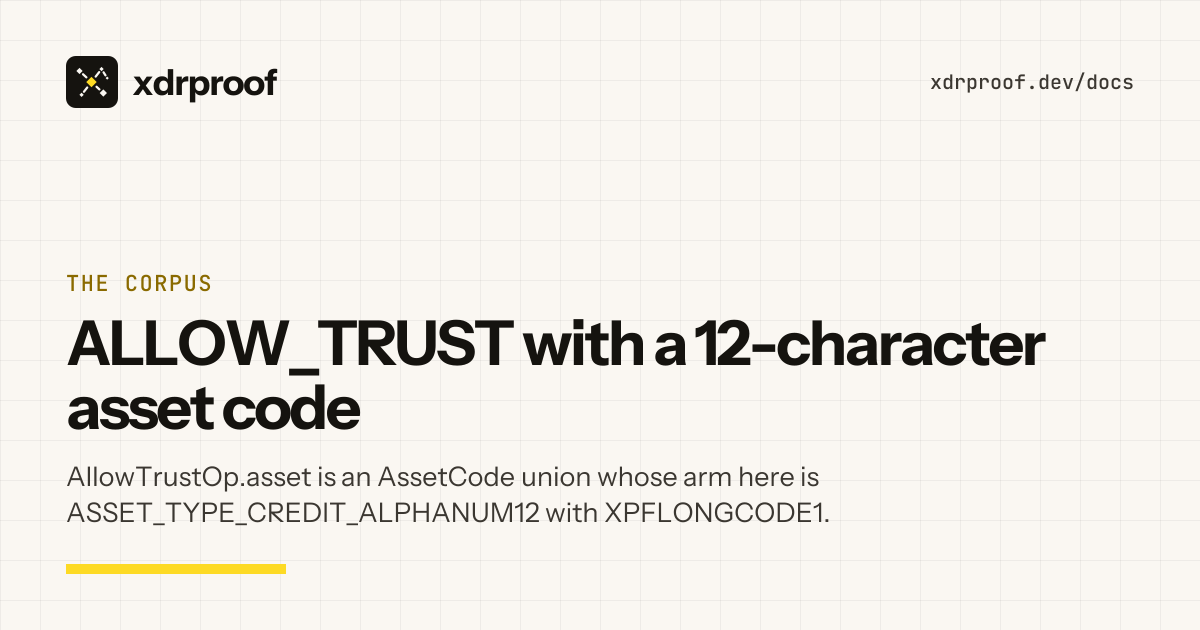 xdrproof
xdrproof.dev/docs
THE CORPUS
ALLOW_TRUST with a 12-character
asset code
AllowTrustOp.asset is an AssetCode union whose arm here is
ASSET_TYPE_CREDIT_ALPHANUM12 with XPFLONGCODE1.